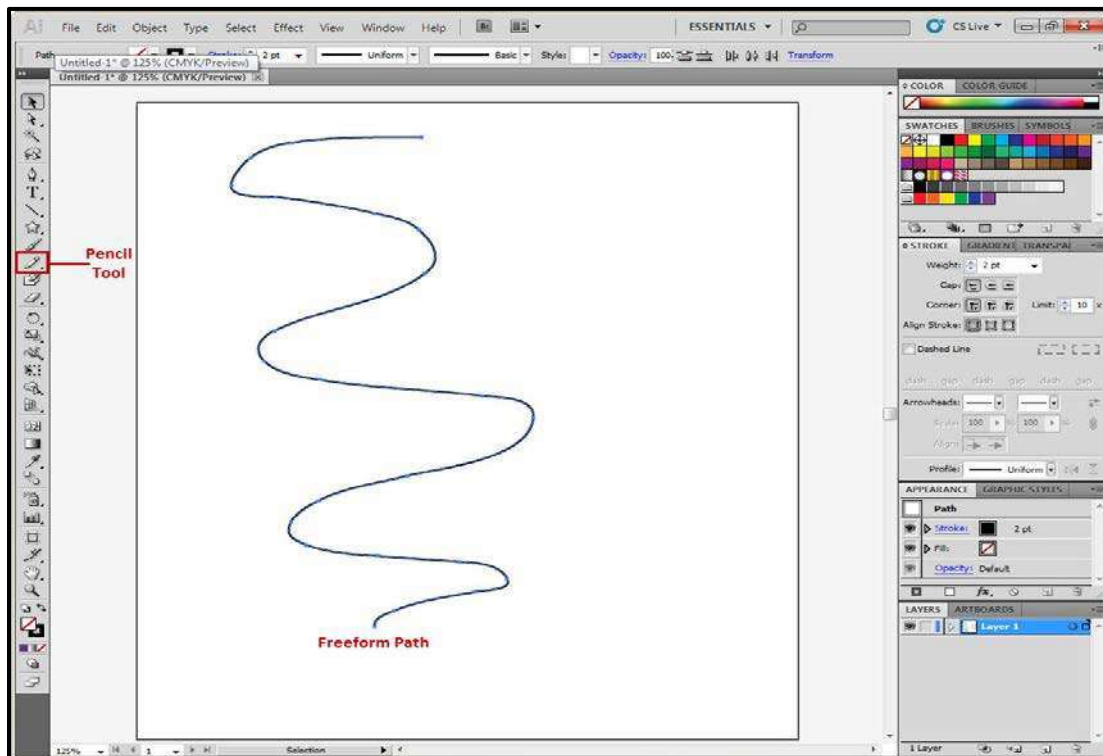 Ai File Edit Object Type Select Effect View Window Help Br ESSENTIALS CS Live
Path Stroke: 2 pt Uniform Basic Style: Opacity: 100 Transform
Untitled-1* @ 125% (CMYK/Preview)
Untitled-1* @ 125% (CMYK/Preview)
COLOR COLOR GUIDE
SWATCHES BRUSHES SYMBOLS
Pencil
Tool
STROKE GRADIENT TRANSPA
Weight: 2 pt
Cap:
Corner: Limit: 10 x
Align Stroke:
Dashed Line
dash gap dash gap dash gap
Arrowheads:
Scale: 100 % 100 %
Align:
Profile: Uniform
APPEARANCE GRAPHIC STYLES
Path
Stroke: 2 pt
Fill:
Opacity: Default
fx.
LAYERS ARTBOARDS
Layer 1
Freeform Path
125% 1 Selection
1 Layer